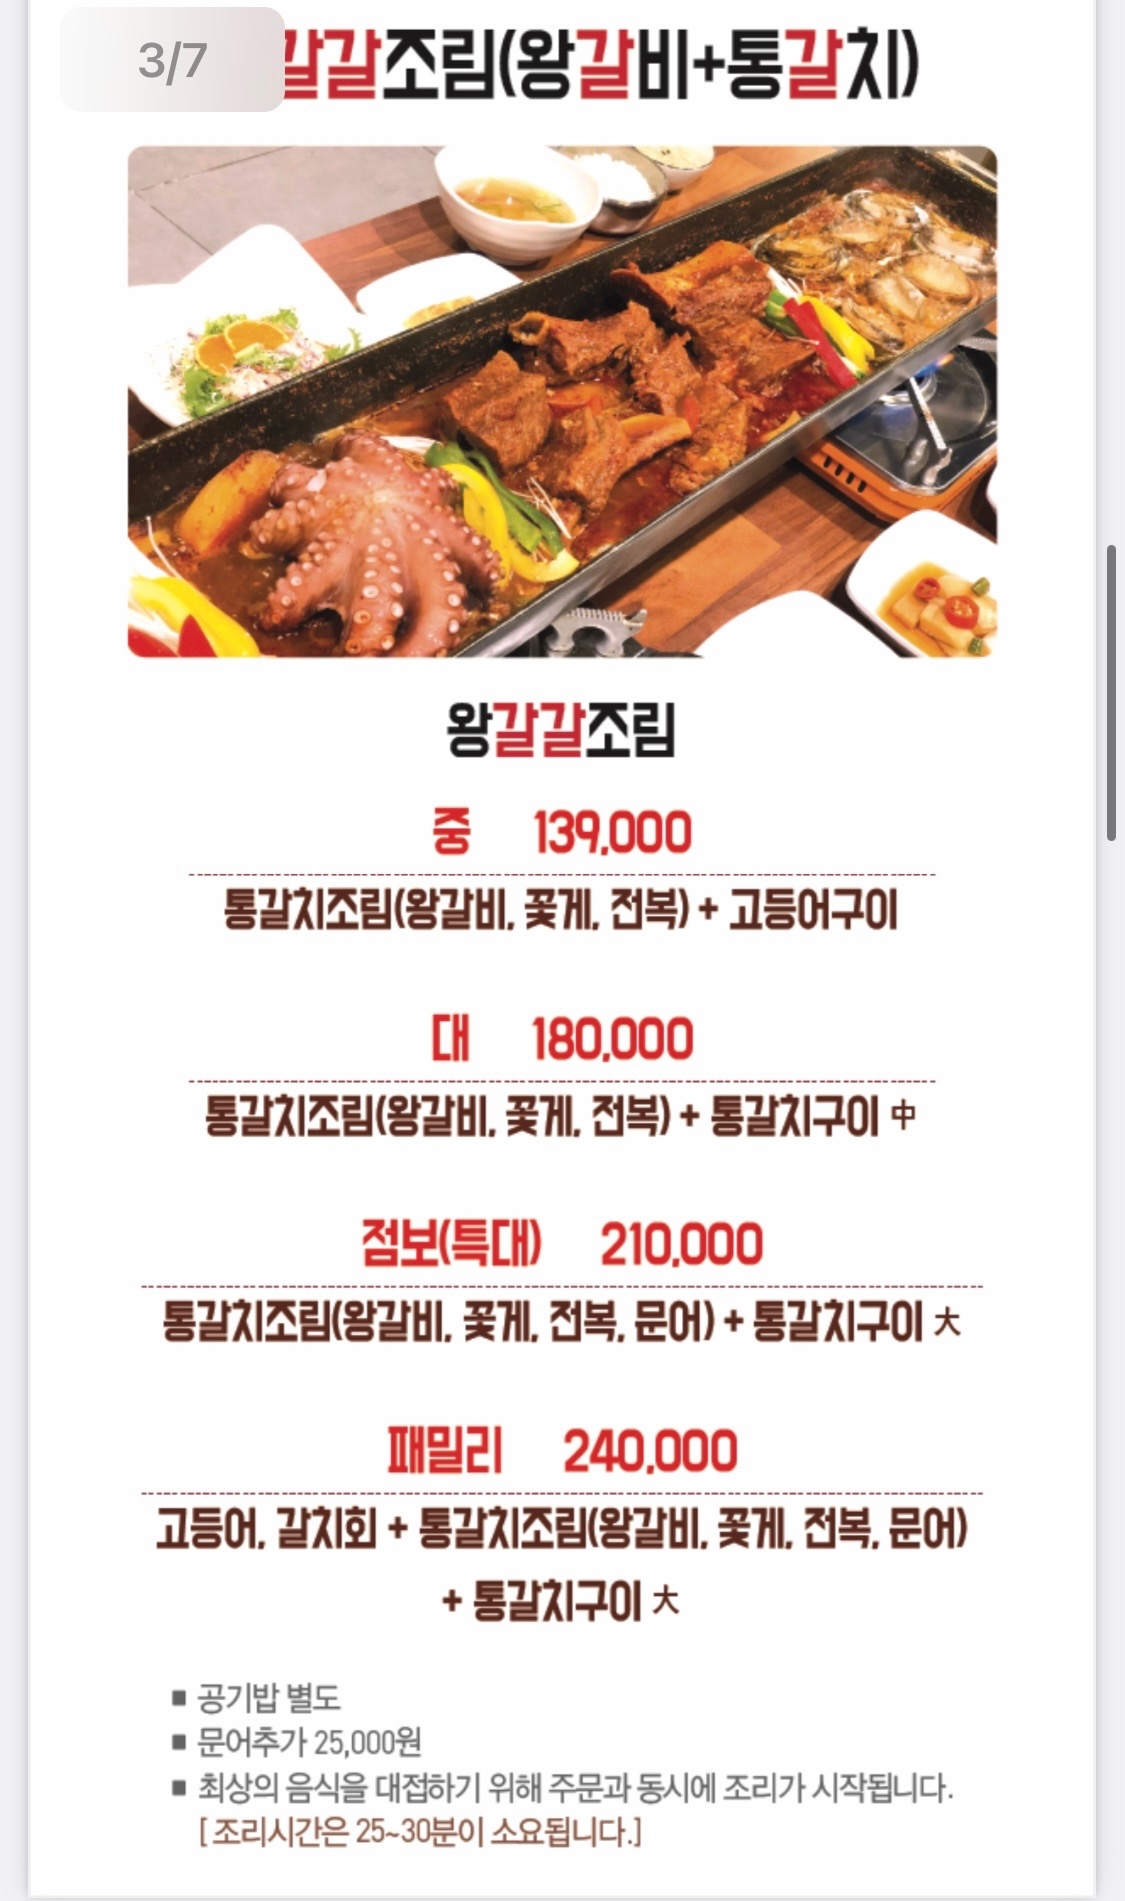 3/7
갈갈조림(왕갈비+통갈치)
왕갈갈조림
중 139,000
통갈치조림(왕갈비, 꽃게, 전복) + 고등어구이
대 180,000
통갈치조림(왕갈비, 꽃게, 전복) + 통갈치구이 中
점보(특대) 210,000
통갈치조림(왕갈비, 꽃게, 전복, 문어) + 통갈치구이 大
패밀리 240,000
고등어, 갈치회 + 통갈치조림(왕갈비, 꽃게, 전복, 문어)
+ 통갈치구이 大
■ 공기밥 별도
■ 문어추가 25,000원
■ 최상의 음식을 대접하기 위해 주문과 동시에 조리가 시작됩니다.
[ 조리시간은 25~30분이 소요됩니다.]